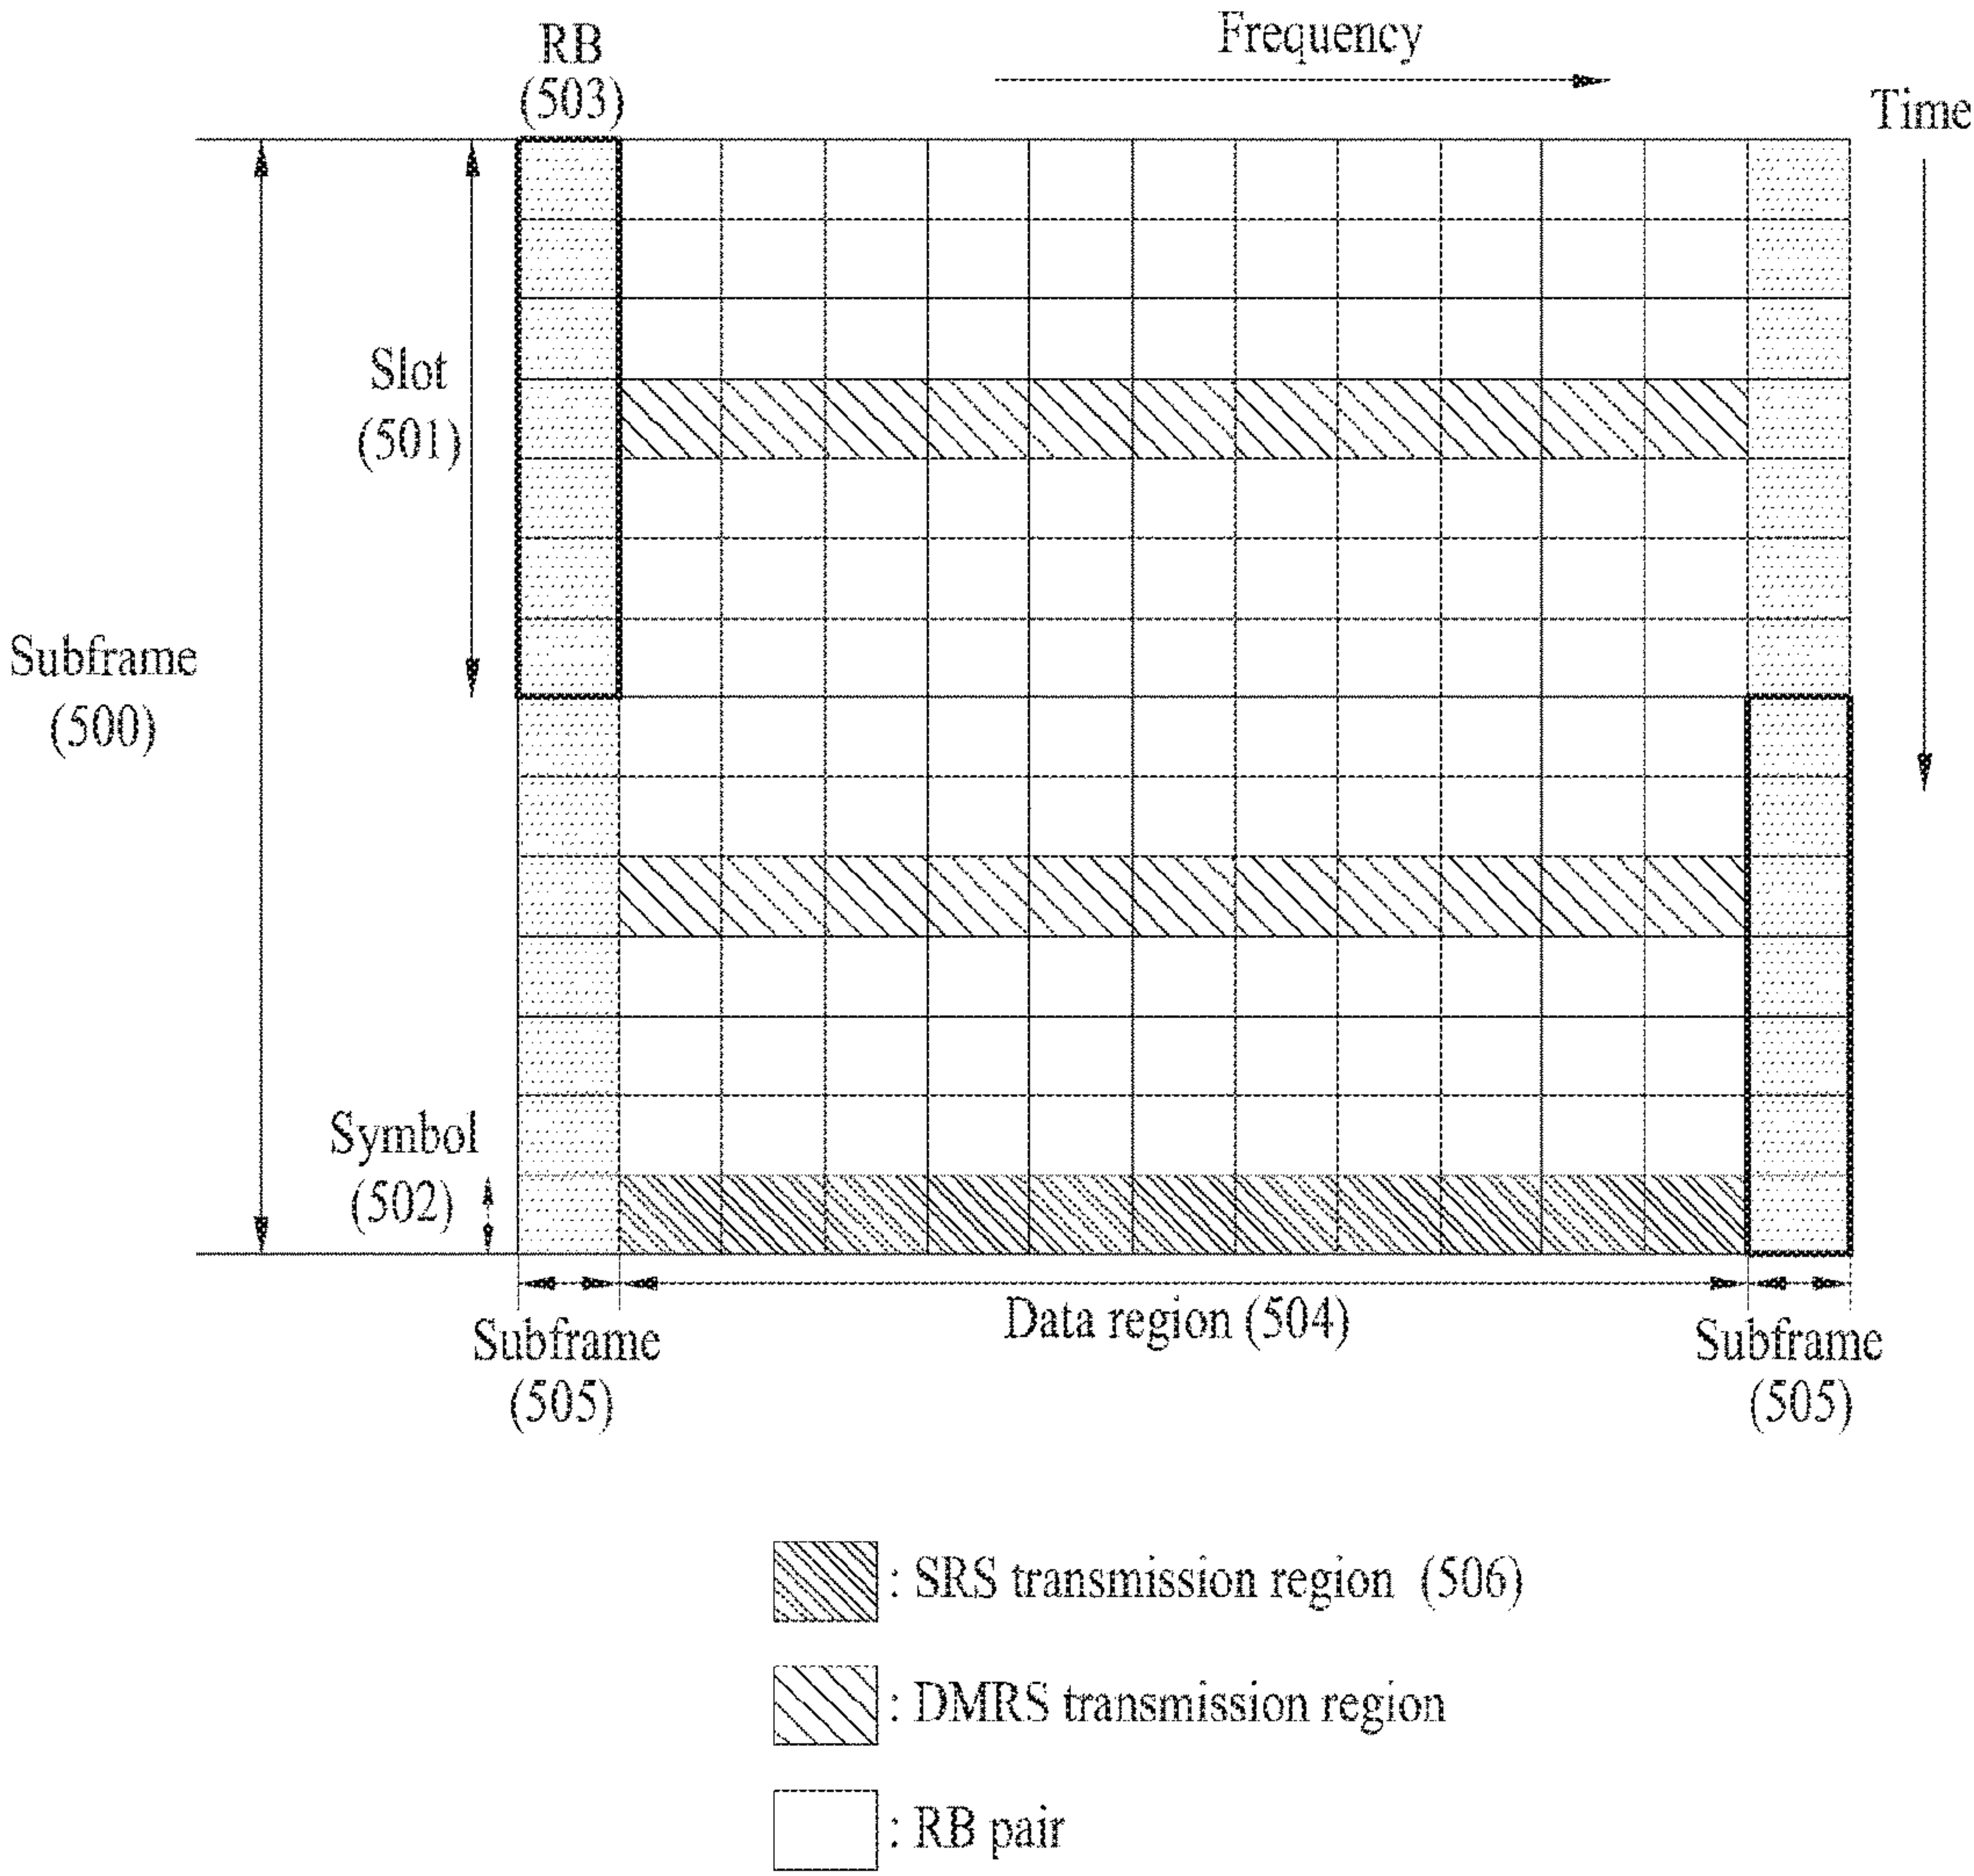 RB
(503)
Frequency
Time
Slot
(501)
Subframe
(500)
Symbol
(502)
Data region (504)
Subframe
(505)
Subframe
(505)
: SRS transmission region (506)
: DMRS transmission region
: RB pair